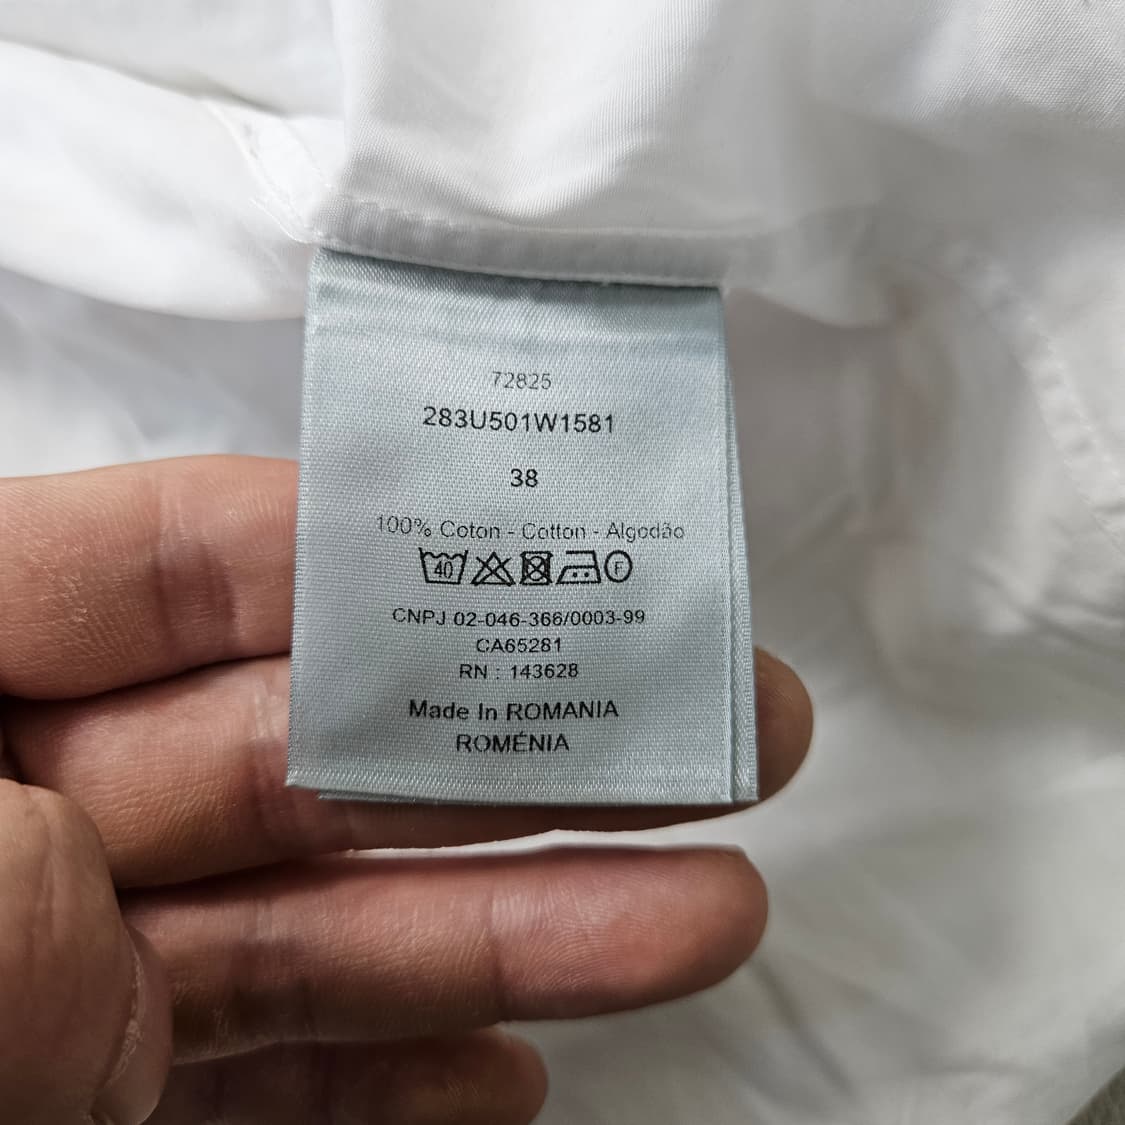 72825
283U501W1581
38
100% Coton - Cotton - Algodão
40 F
CNPJ 02-046-366/0003-99
CA65281
RN : 143628
Made In ROMANIA
ROMÉNIA